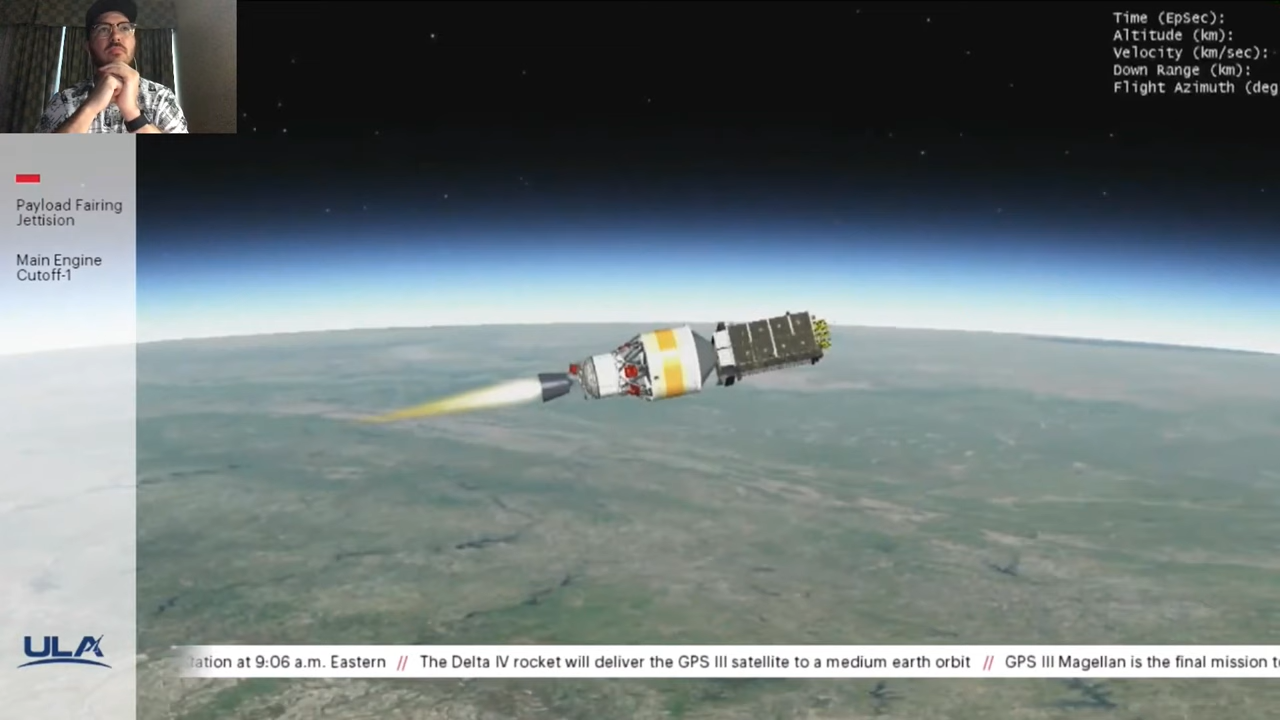 Time (EpSec):
Altitude (km):
Velocity (km/sec):
Down Range (km):
Flight Azimuth (deg
Payload Fairing
Jettision
Main Engine
Cutoff-1
ULA
tation at 9:06 a.m. Eastern // The Delta IV rocket will deliver the GPS III satellite to a medium earth orbit // GPS III Magellan is the final mission to